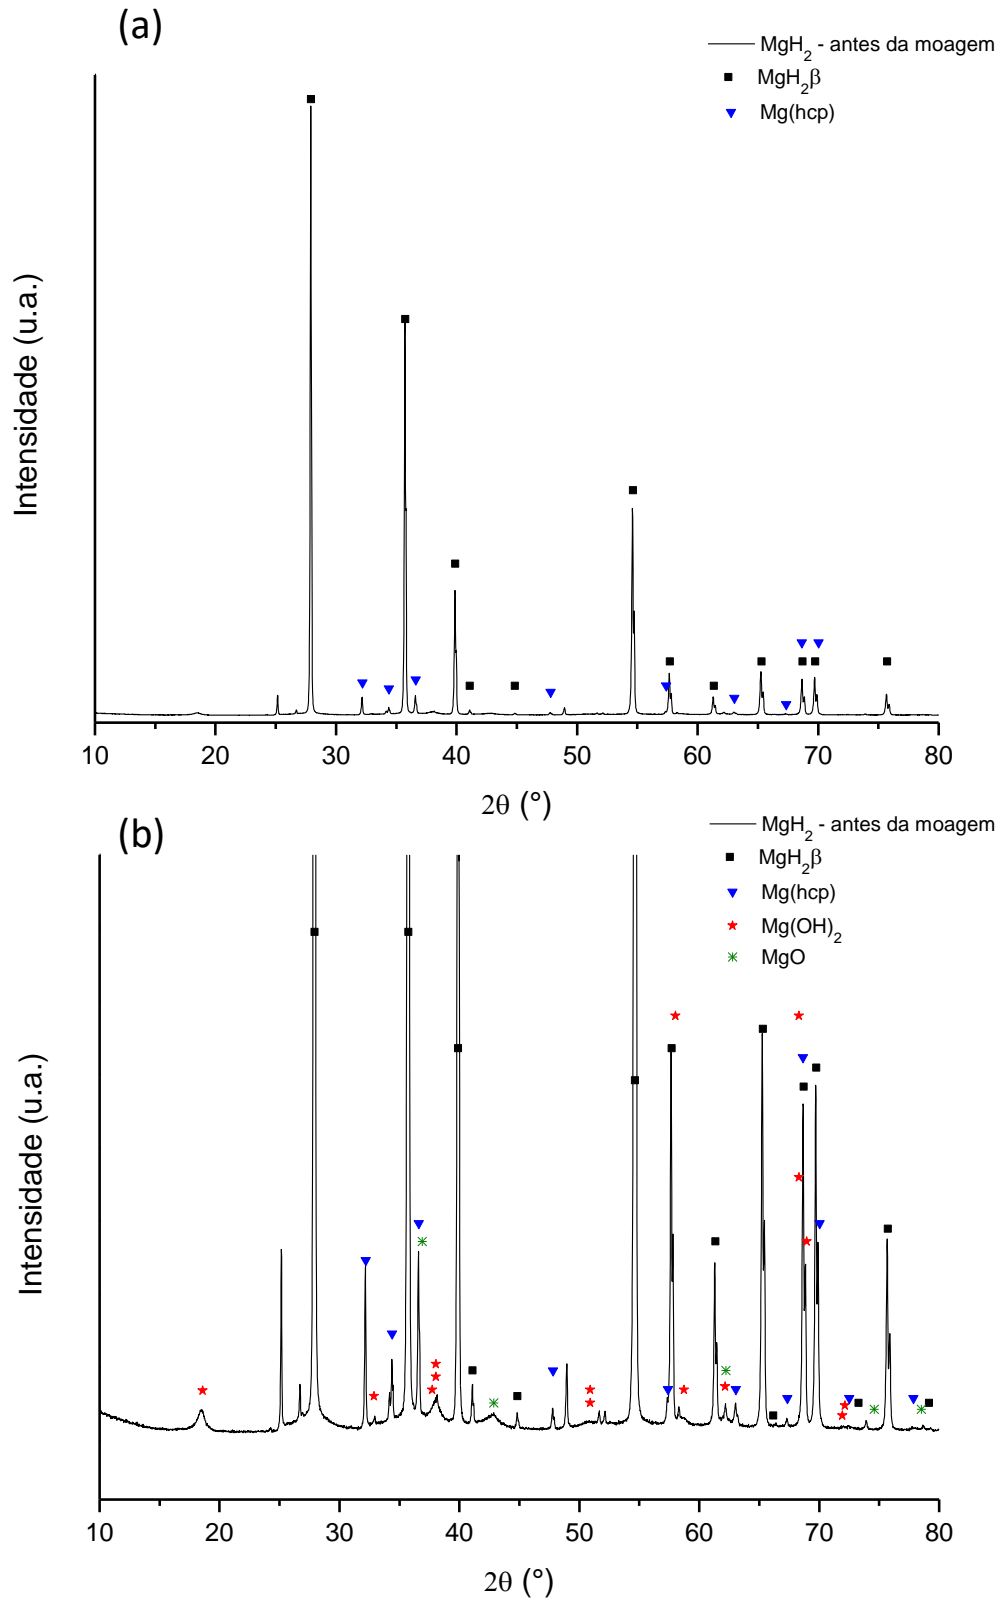 (a)
MgH₂ - antes da moagem
MgH₂β
Mg(hcp)
Intensidade (u.a.)
10 20 30 40 50 60 70 80
2θ (°)
(b)
MgH₂ - antes da moagem
MgH₂β
Mg(hcp)
Mg(OH)₂
MgO
Intensidade (u.a.)
10 20 30 40 50 60 70 80
2θ (°)